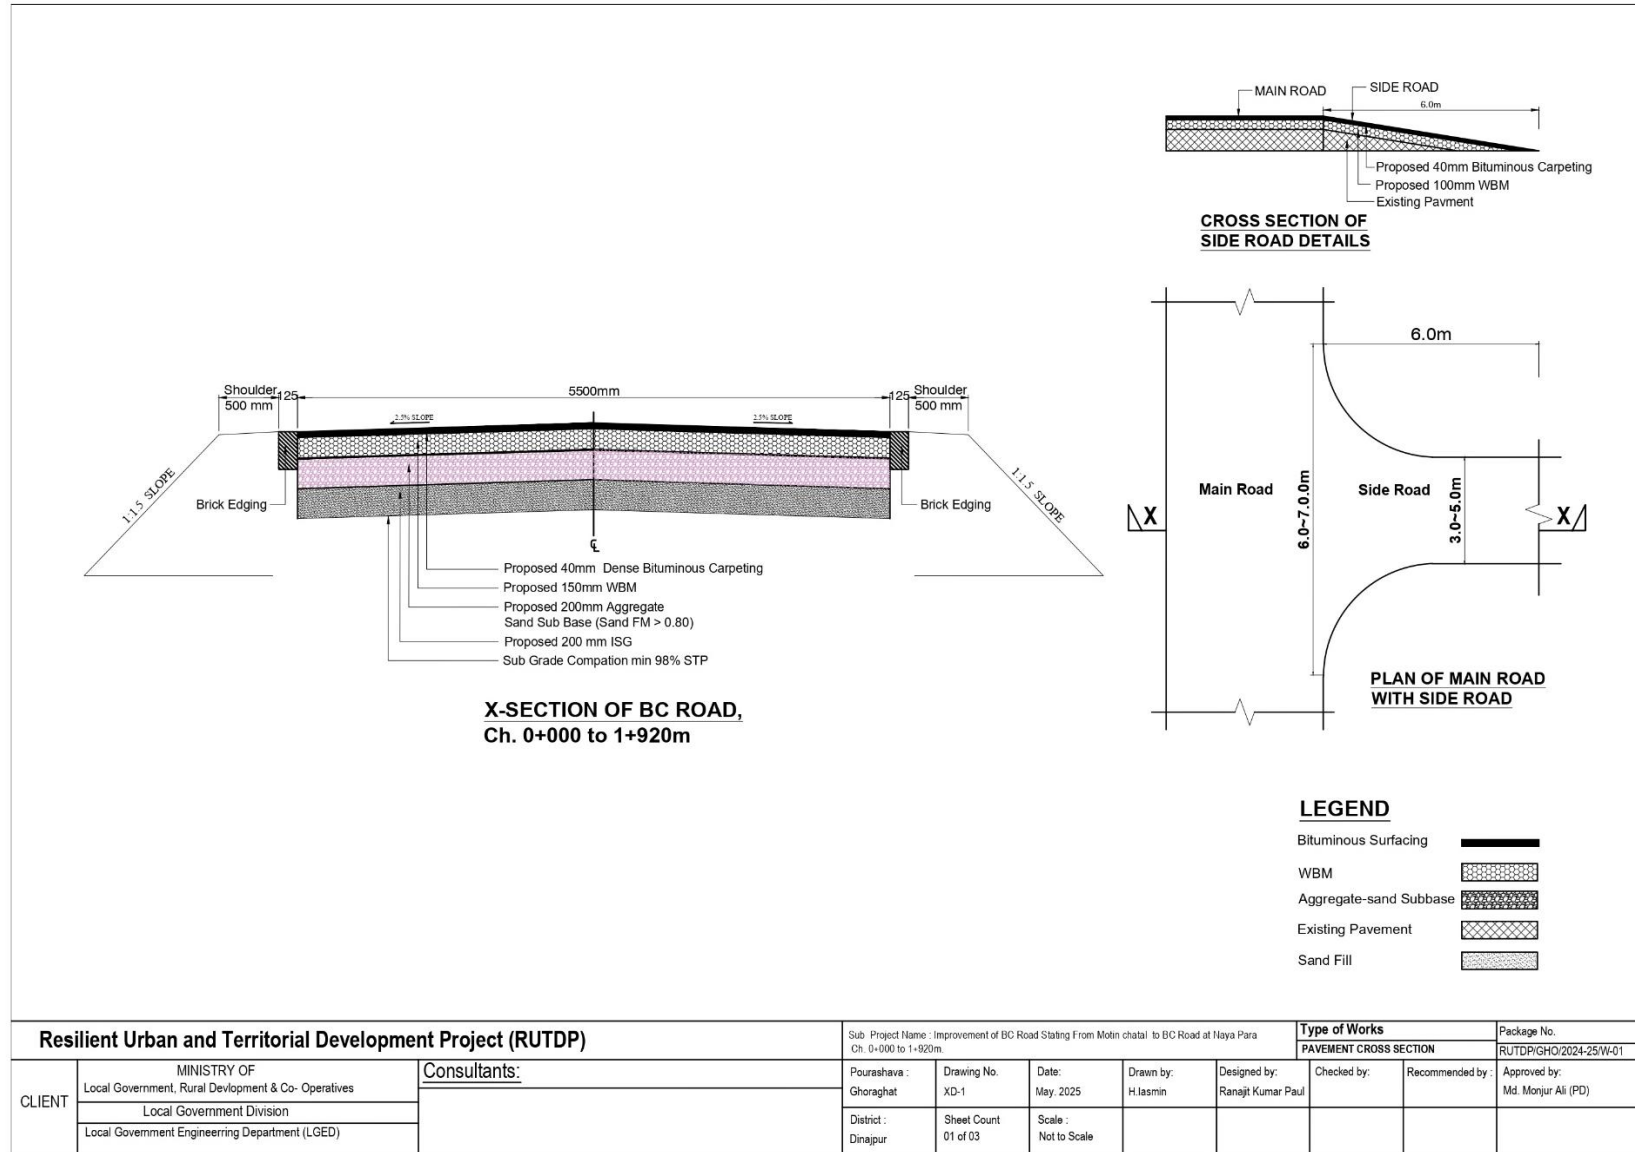 MAIN ROAD
SIDE ROAD
6.0m
Proposed 40mm Bituminous Carpeting
Proposed 100mm WBM
Existing Pavment
CROSS SECTION OF
SIDE ROAD DETAILS
Shoulder
500 mm
125
5500mm
125
Shoulder
500 mm
2.5% SLOPE
2.5% SLOPE
1:1.5 SLOPE
1:1.5 SLOPE
Brick Edging
Brick Edging
℄
Proposed 40mm Dense Bituminous Carpeting
Proposed 150mm WBM
Proposed 200mm Aggregate
Sand Sub Base (Sand FM > 0.80)
Proposed 200 mm ISG
Sub Grade Compation min 98% STP
X-SECTION OF BC ROAD,
Ch. 0+000 to 1+920m
6.0m
Main Road
Side Road
6.0~7.0.0m
3.0~5.0m
X
X
PLAN OF MAIN ROAD
WITH SIDE ROAD
LEGEND
Bituminous Surfacing
WBM
Aggregate-sand Subbase
Existing Pavement
Sand Fill
Resilient Urban and Territorial Development Project (RUTDP)
CLIENT
MINISTRY OF
Local Government, Rural Devlopment & Co- Operatives
Local Government Division
Local Government Engineerring Department (LGED)
Consultants:
Sub Project Name : Improvement of BC Road Stating From Motin chatal to BC Road at Naya Para
Ch. 0+000 to 1+920m.
Type of Works
PAVEMENT CROSS SECTION
Package No.
RUTDP/GHO/2024-25/W-01
Pourashava :
Ghoraghat
Drawing No.
XD-1
Date:
May. 2025
Drawn by:
H.Iasmin
Designed by:
Ranajit Kumar Paul
Checked by:
Recommended by :
Approved by:
Md. Monjur Ali (PD)
District :
Dinajpur
Sheet Count
01 of 03
Scale :
Not to Scale